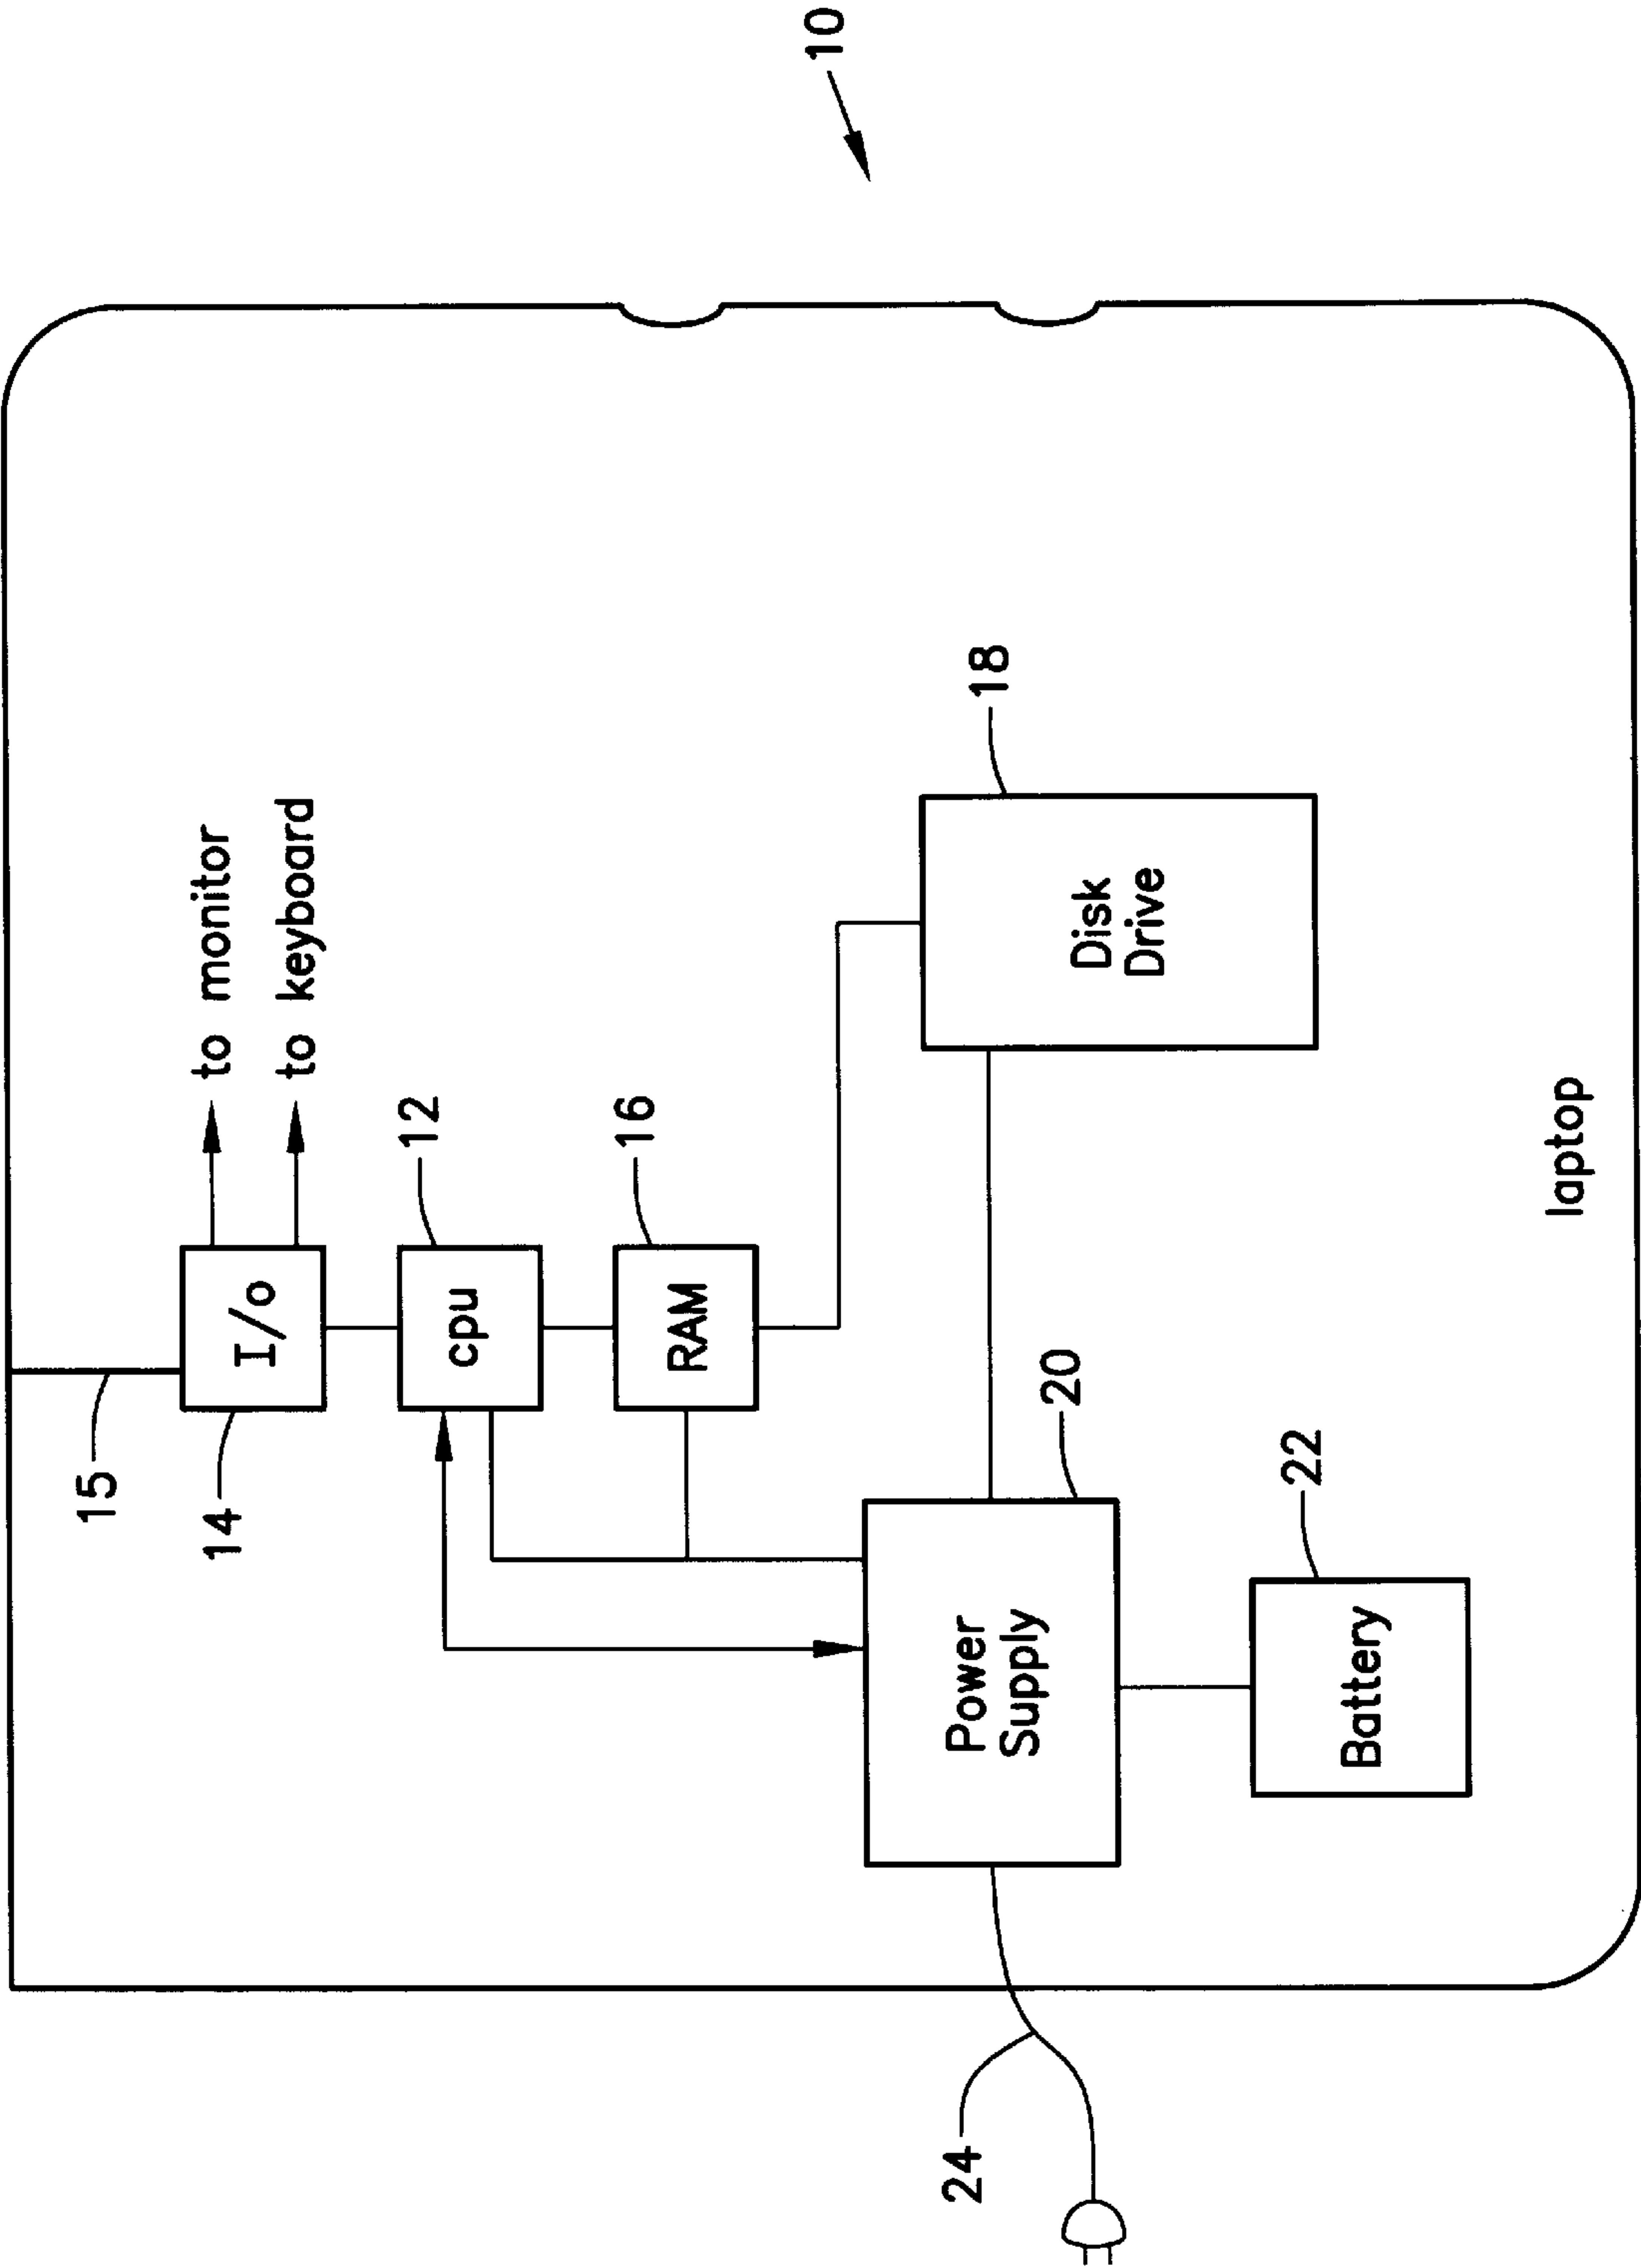 10
to monitor
to keyboard
15
14
I/o
12
cpu
16
RAM
18
Disk
Drive
20
Power
Supply
22
Battery
24
laptop